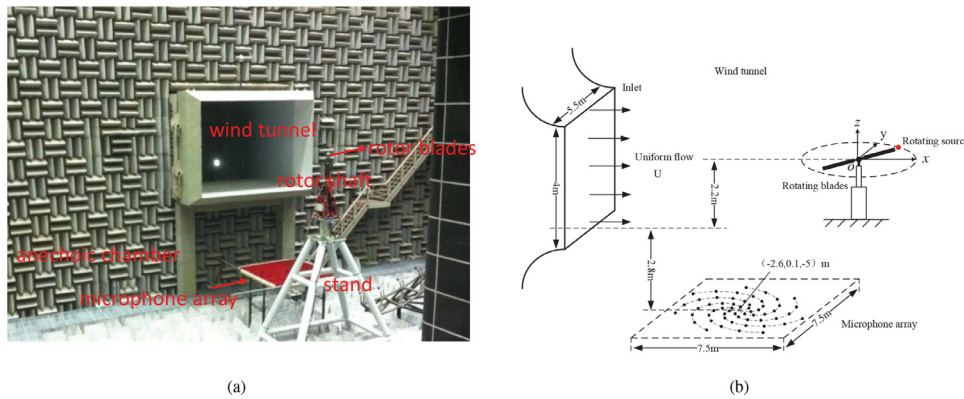 wind tunnel
rotor blades
rotor shaft
anechoic chamber
microphone array
stand
(a)
Wind tunnel
Inlet
5.5m
4m
Uniform flow
U
2.2m
2.8m
z
y
x
o
Rotating sourc
Rotating blades
(-2.6,0.1,-5) m
Microphone array
7.5m
7.5m
(b)